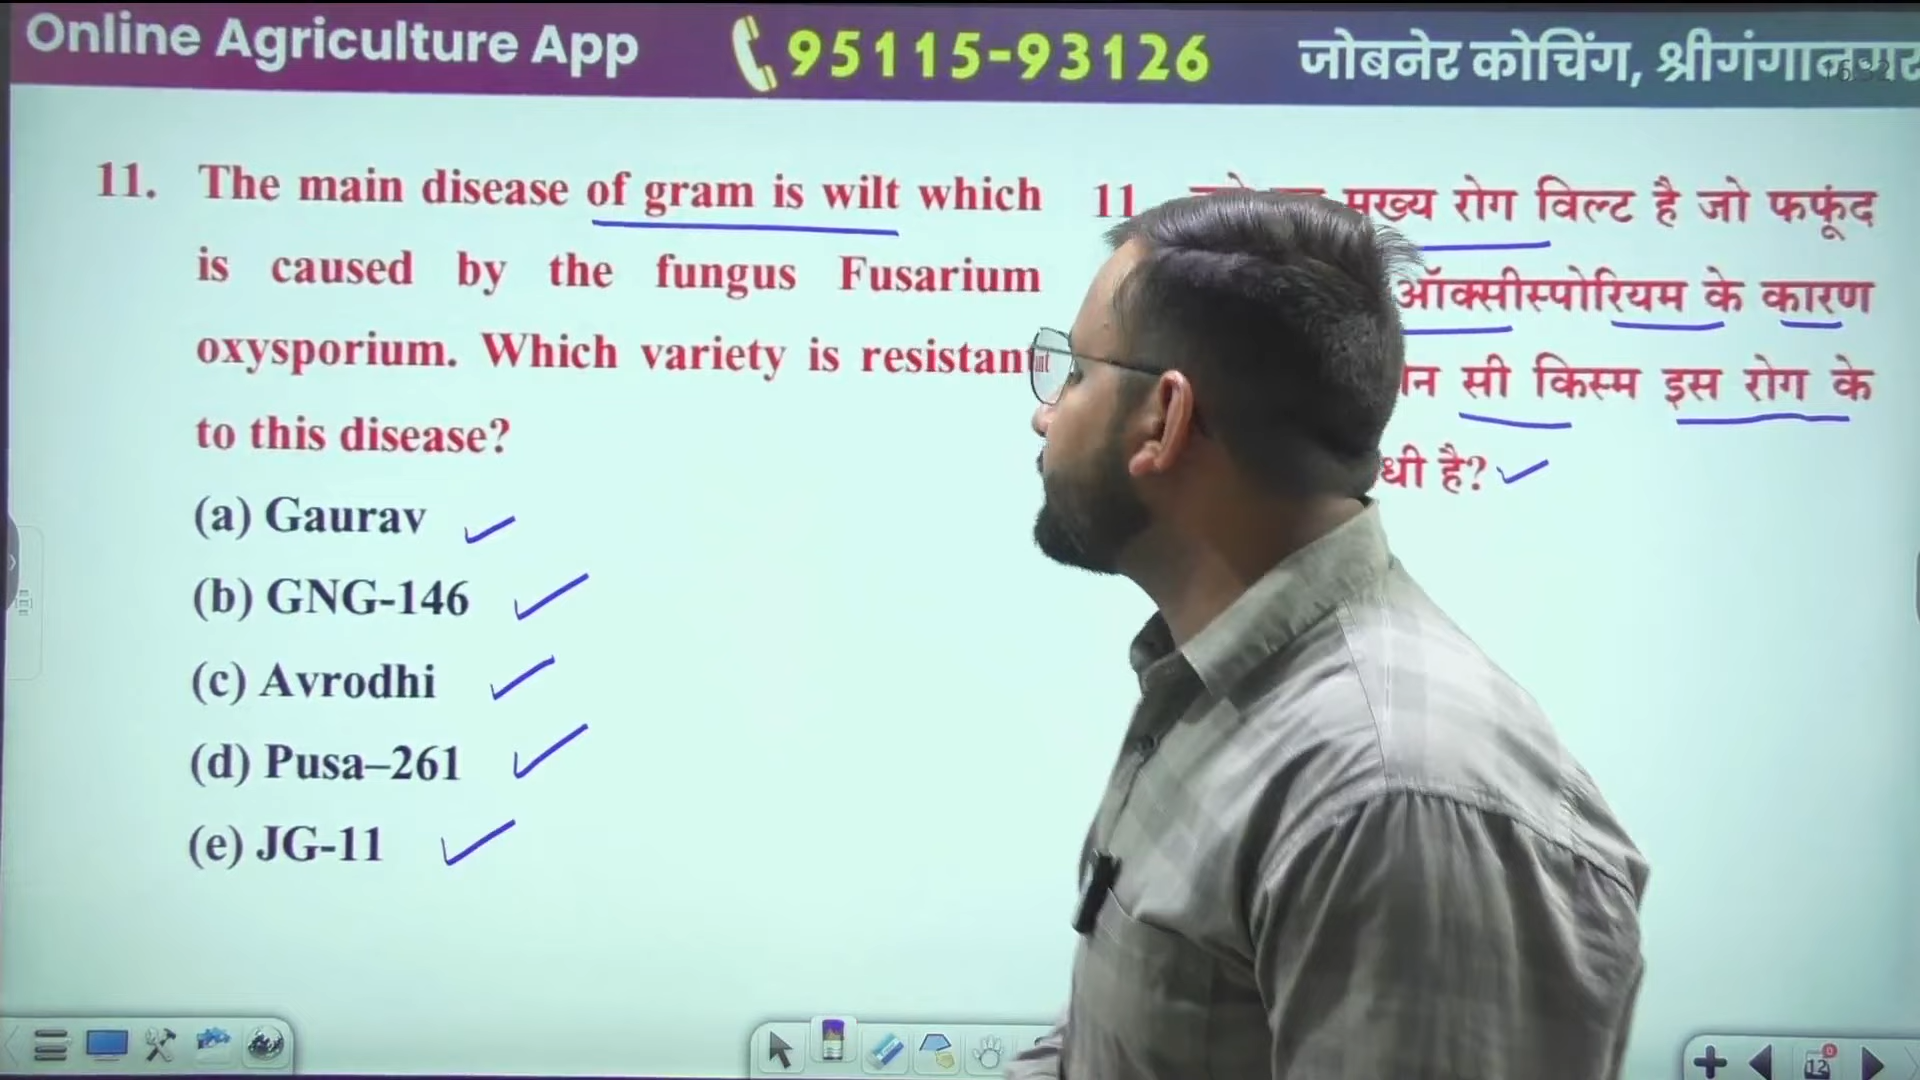 Online Agriculture App 95115-93126 जोबनेर कोचिंग, श्रीगंगानगर
11. The main disease of gram is wilt which
is caused by the fungus Fusarium
oxysporium. Which variety is resistant
to this disease?
(a) Gaurav
(b) GNG-146
(c) Avrodhi
(d) Pusa–261
(e) JG-11
11 मुख्य रोग विल्ट है जो फफूंद
ऑक्सीस्पोरियम के कारण
सी किस्म इस रोग के
है?
12